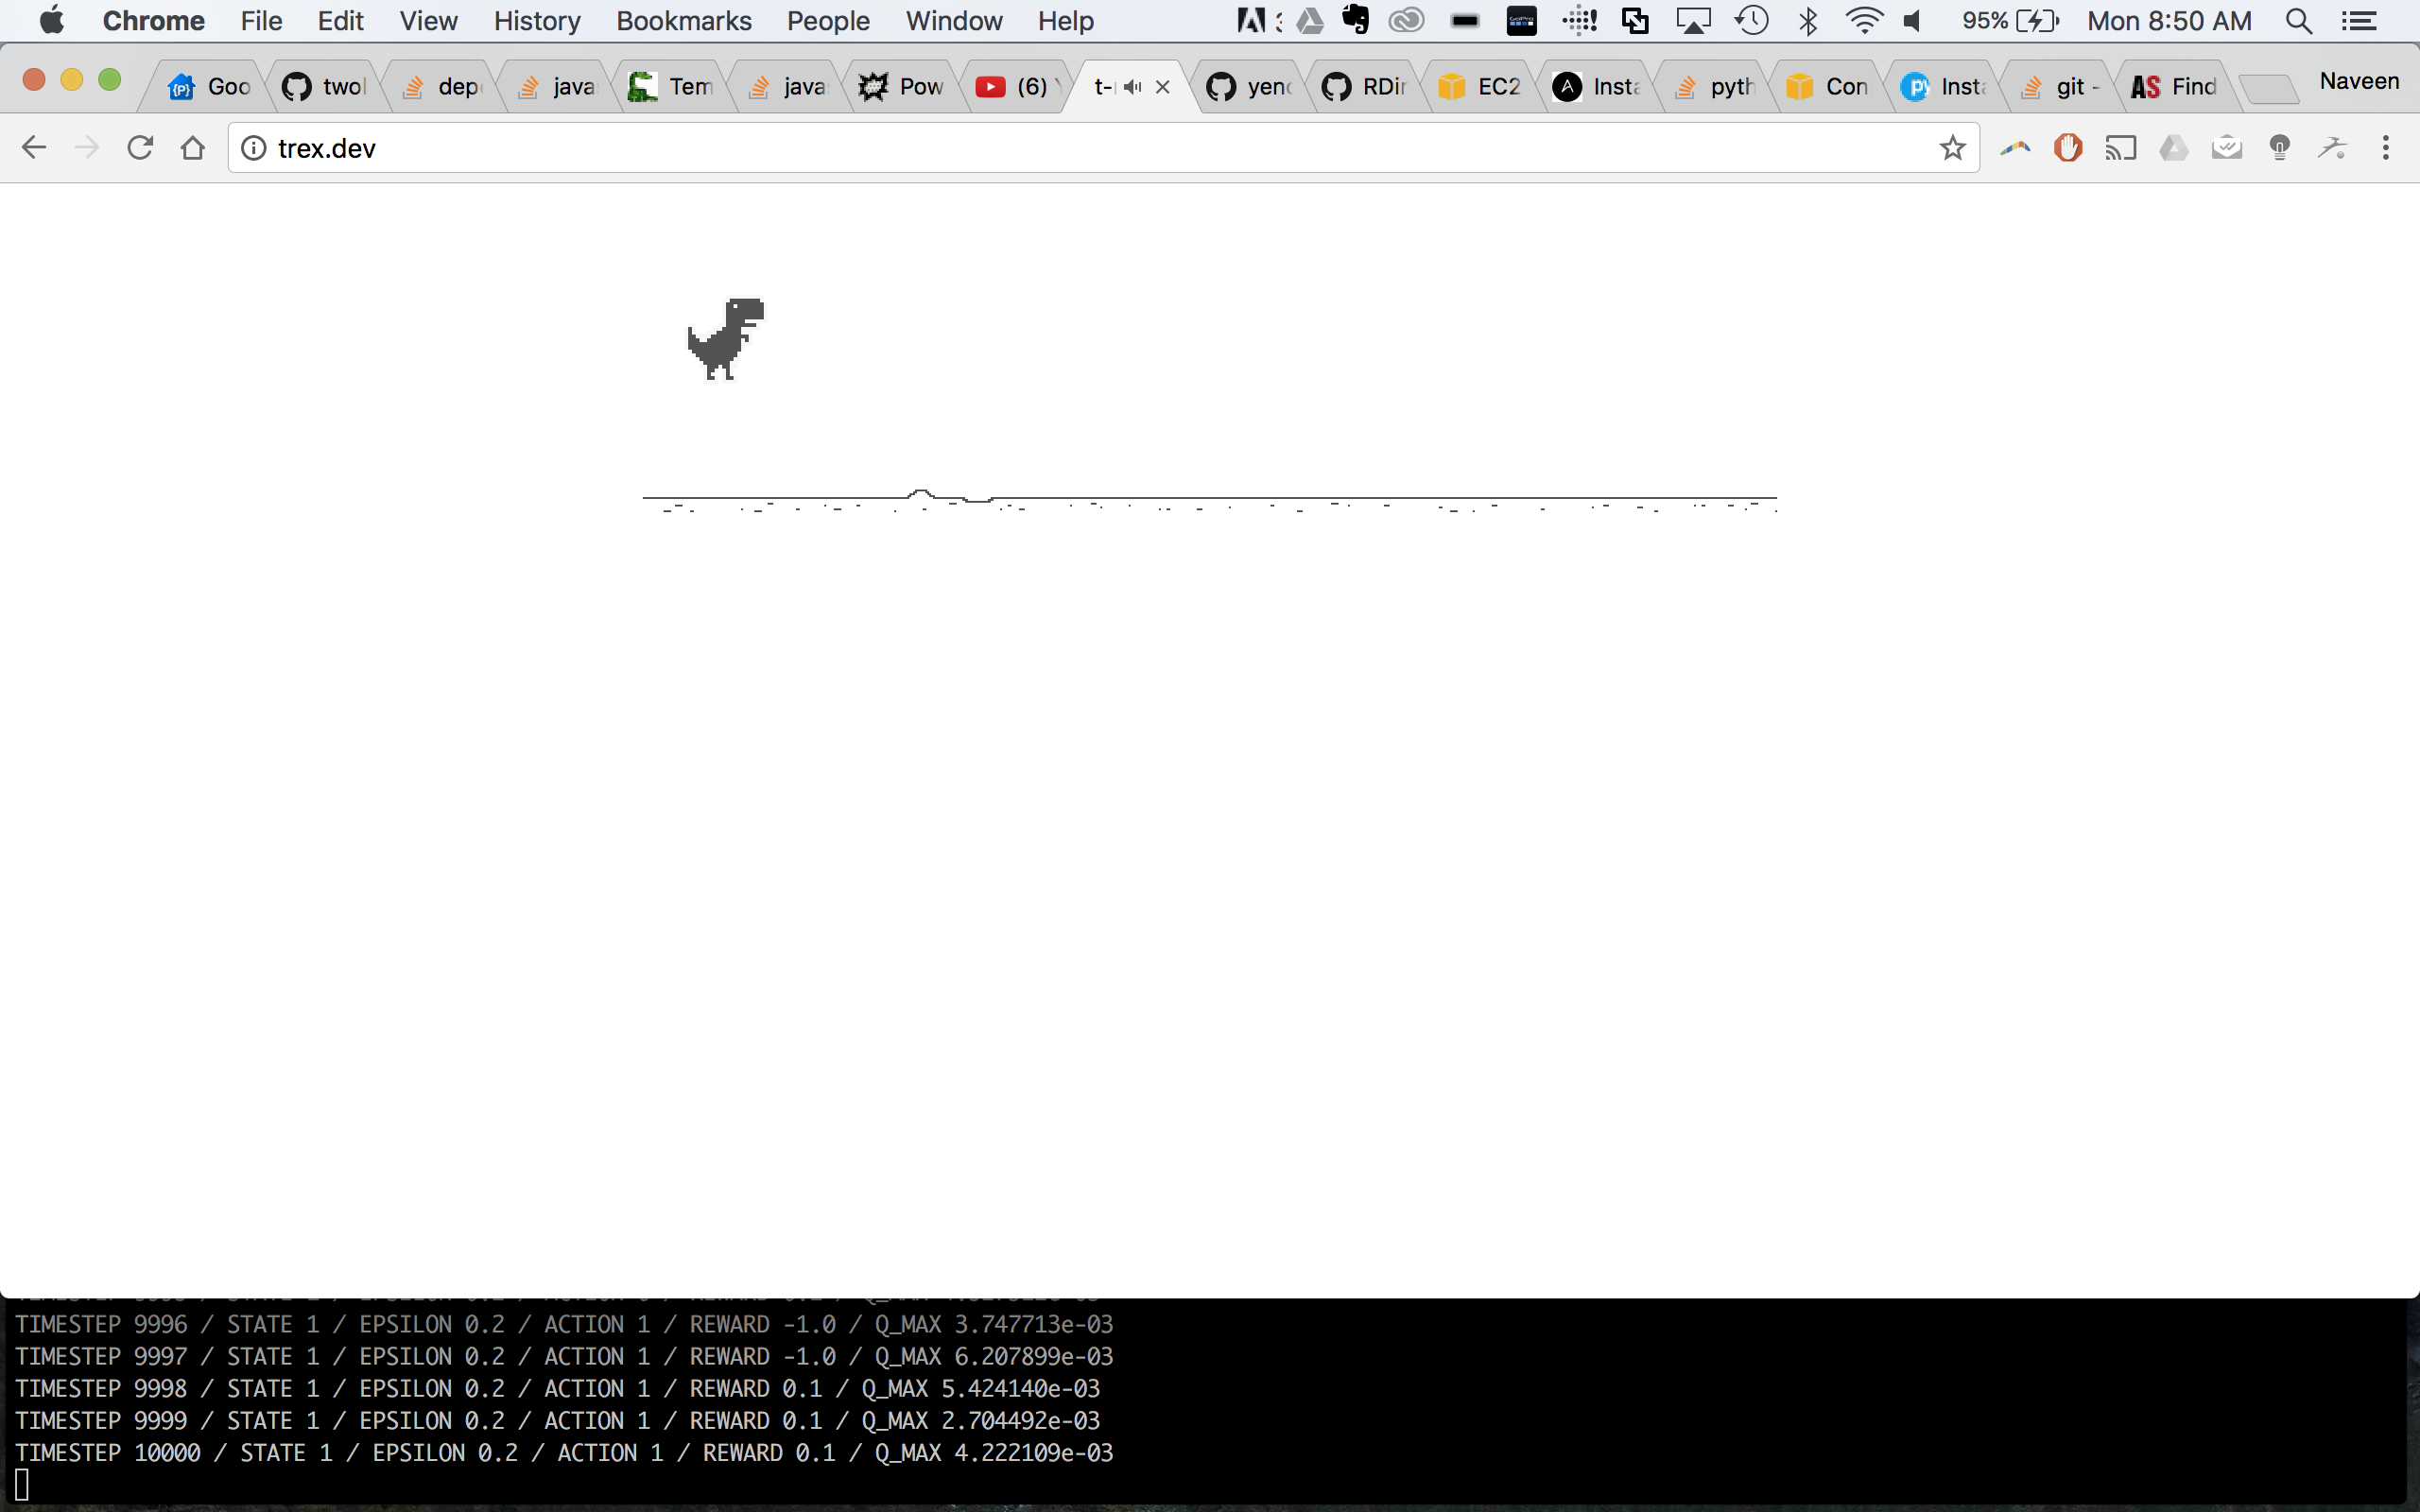 Chrome File Edit View History Bookmarks People Window Help 95% Mon 8:50 AM
Goo twol dep java Tem java Pow (6) t- yend RDir EC2 Insta pyth Con Insta git - Find Naveen
trex.dev
TIMESTEP 9996 / STATE 1 / EPSILON 0.2 / ACTION 1 / REWARD -1.0 / Q_MAX 3.747713e-03
TIMESTEP 9997 / STATE 1 / EPSILON 0.2 / ACTION 1 / REWARD -1.0 / Q_MAX 6.207899e-03
TIMESTEP 9998 / STATE 1 / EPSILON 0.2 / ACTION 1 / REWARD 0.1 / Q_MAX 5.424140e-03
TIMESTEP 9999 / STATE 1 / EPSILON 0.2 / ACTION 1 / REWARD 0.1 / Q_MAX 2.704492e-03
TIMESTEP 10000 / STATE 1 / EPSILON 0.2 / ACTION 1 / REWARD 0.1 / Q_MAX 4.222109e-03